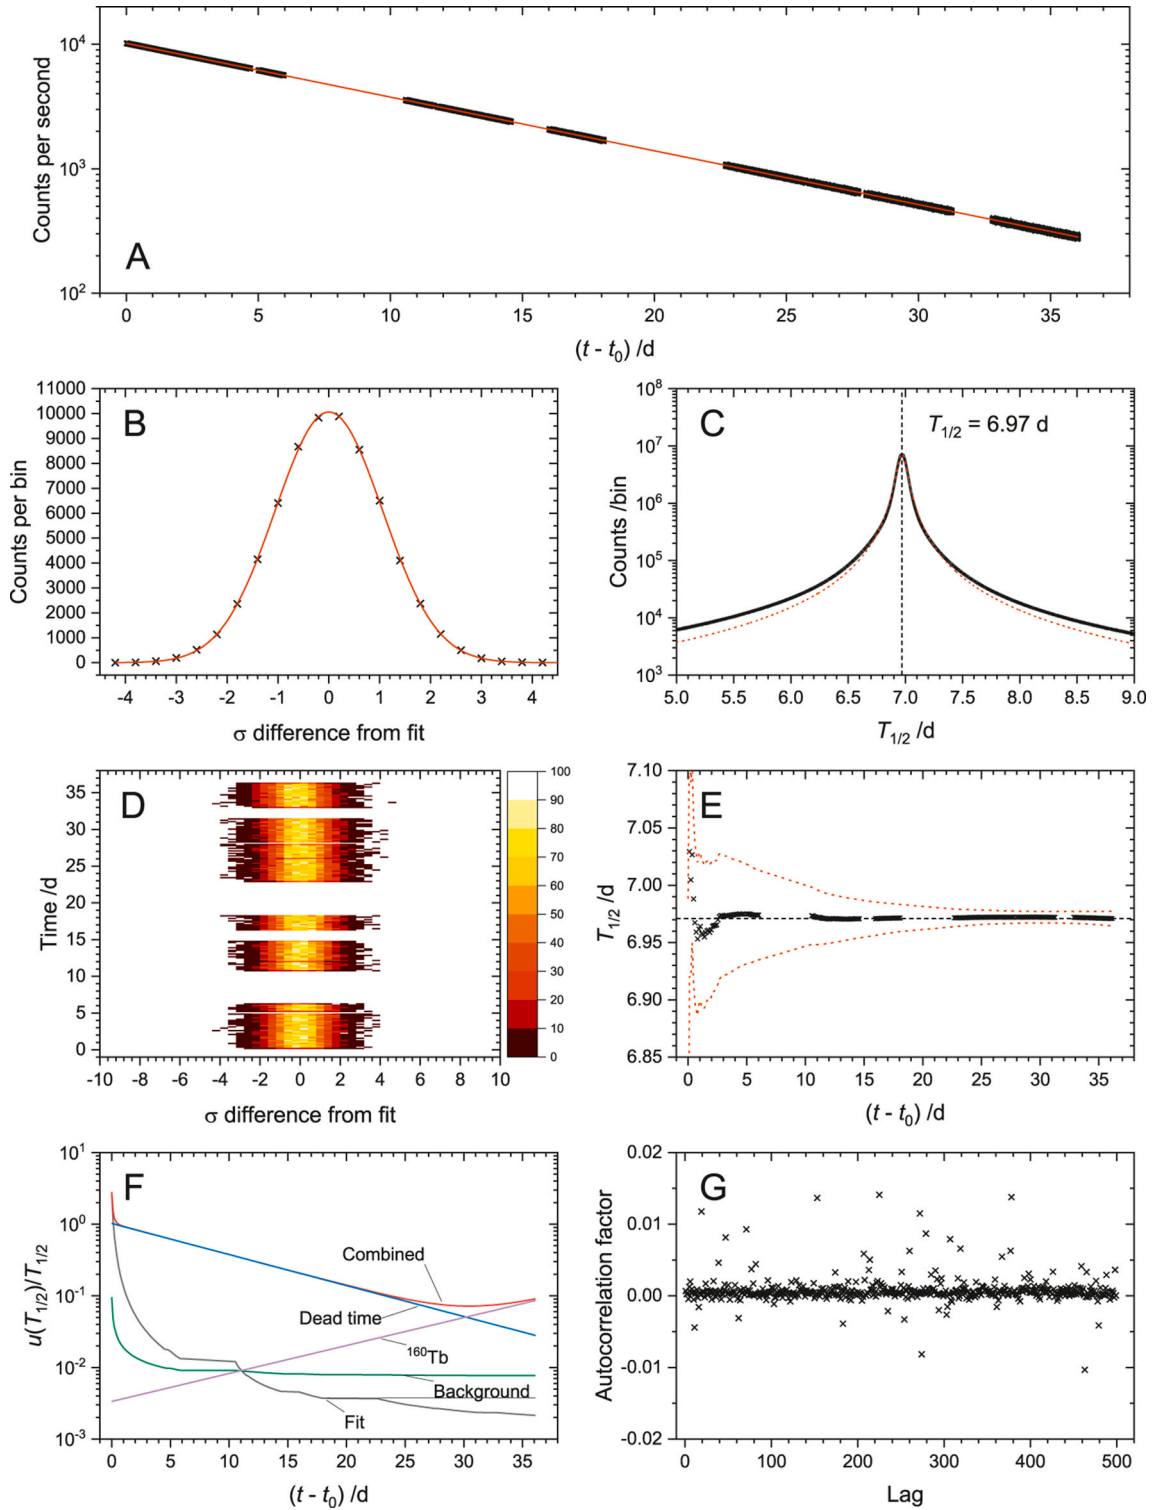 10⁴
10³
10²
Counts per second
A
0 5 10 15 20 25 30 35
(t - t₀) /d
11000
10000
9000
8000
7000
6000
5000
4000
3000
2000
1000
0
Counts per bin
B
-4 -3 -2 -1 0 1 2 3 4
σ difference from fit
10⁸
10⁷
10⁶
10⁵
10⁴
10³
Counts /bin
C
T₁/₂ = 6.97 d
5.0 5.5 6.0 6.5 7.0 7.5 8.0 8.5 9.0
T₁/₂ /d
35
30
25
20
15
10
5
0
Time /d
D
-10 -8 -6 -4 -2 0 2 4 6 8 10
σ difference from fit
100
90
80
70
60
50
40
30
20
10
0
7.10
7.05
7.00
6.95
6.90
6.85
T₁/₂ /d
E
0 5 10 15 20 25 30 35
(t - t₀) /d
10¹
10⁰
10⁻¹
10⁻²
10⁻³
u(T₁/₂)/T₁/₂
F
Combined
Dead time
¹⁶⁰Tb
Background
Fit
0 5 10 15 20 25 30 35
(t - t₀) /d
0.02
0.01
0.00
-0.01
-0.02
Autocorrelation factor
G
0 100 200 300 400 500
Lag